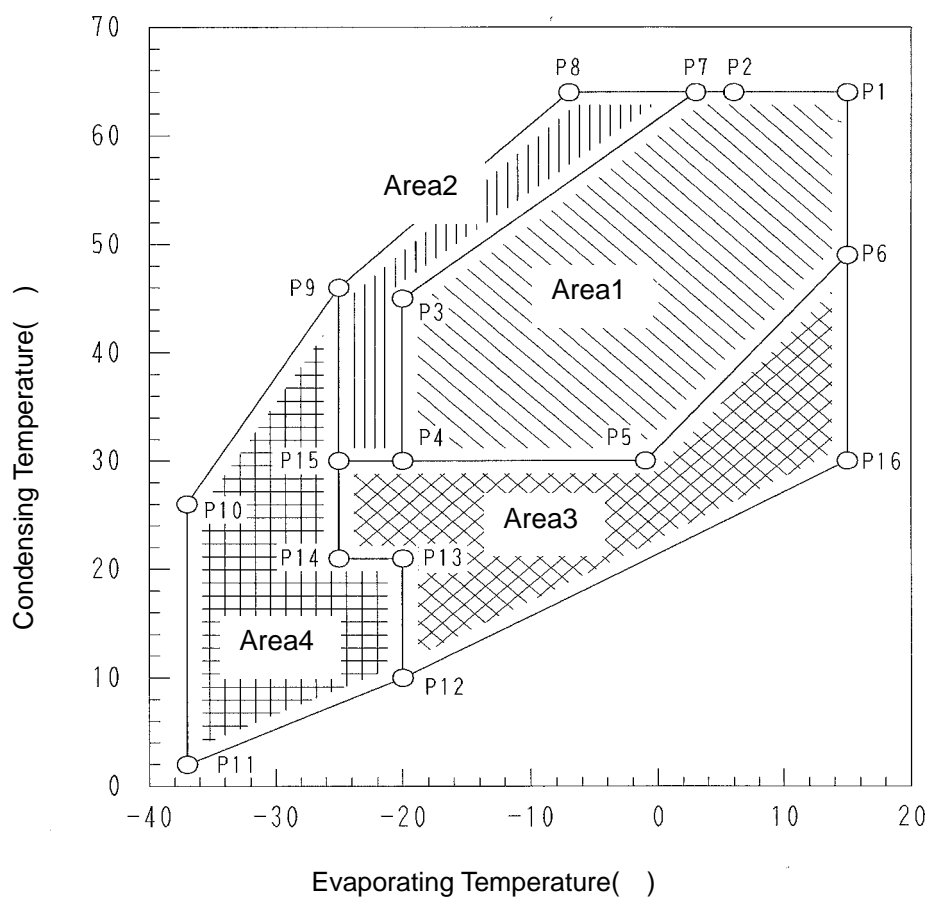 70
P8 P7 P2
P1
60
Area2
50
P6
P9
Area1
P3
40
P4 P5
30
P15
P16
P10
Area3
20
P14 P13
Area4
10
P12
P11
0
-40 -30 -20 -10 0 10 20
Condensing Temperature( )
Evaporating Temperature( )